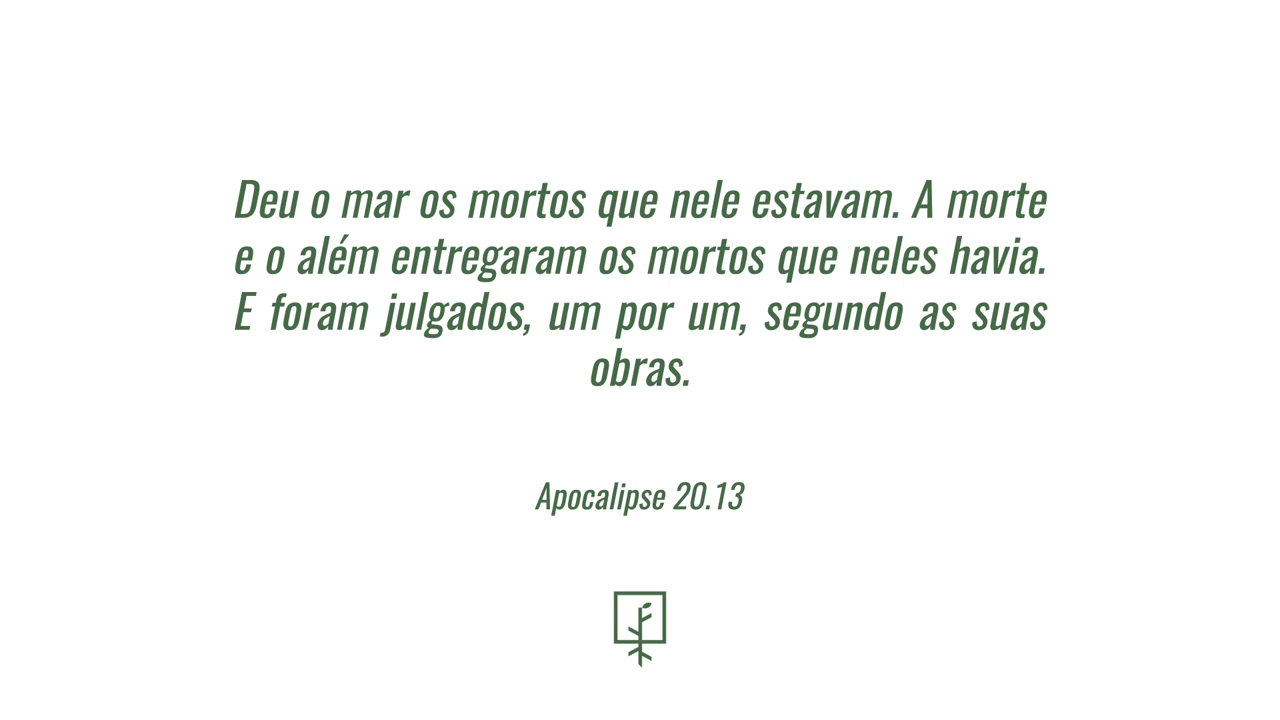 Deu o mar os mortos que nele estavam. A morte
e o além entregaram os mortos que neles havia.
E foram julgados, um por um, segundo as suas
obras.
Apocalipse 20.13